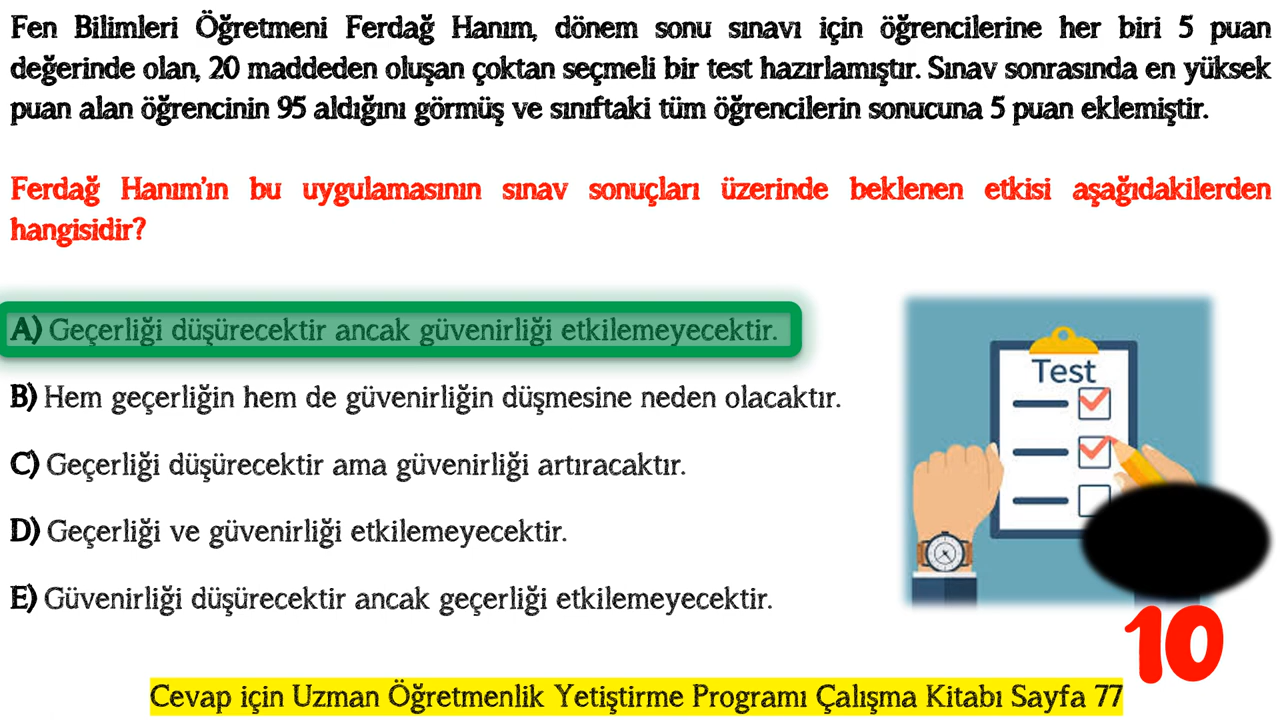 Fen Bilimleri Öğretmeni Ferdağ Hanım, dönem sonu sınavı için öğrencilerine her biri 5 puan
değerinde olan, 20 maddeden oluşan çoktan seçmeli bir test hazırlamıştır. Sınav sonrasında en yüksek
puan alan öğrencinin 95 aldığını görmüş ve sınıftaki tüm öğrencilerin sonucuna 5 puan eklemiştir.
Ferdağ Hanım'ın bu uygulamasının sınav sonuçları üzerinde beklenen etkisi aşağıdakilerden
hangisidir?
A) Geçerliği düşürecektir ancak güvenirliği etkilemeyecektir.
B) Hem geçerliğin hem de güvenirliğin düşmesine neden olacaktır.
C) Geçerliği düşürecektir ama güvenirliği artıracaktır.
D) Geçerliği ve güvenirliği etkilemeyecektir.
E) Güvenirliği düşürecektir ancak geçerliği etkilemeyecektir.
Test
10
Cevap için Uzman Öğretmenlik Yetiştirme Programı Çalışma Kitabı Sayfa 77